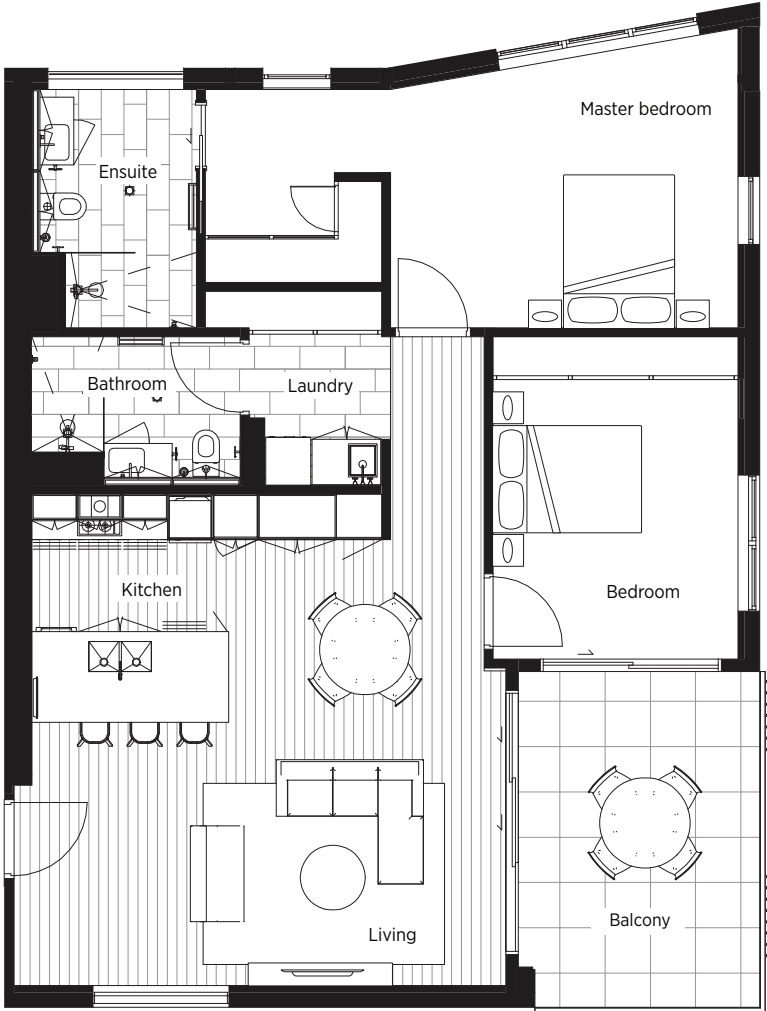 Master bedroom
Ensuite
Bathroom
Laundry
Kitchen
Bedroom
Balcony
Living